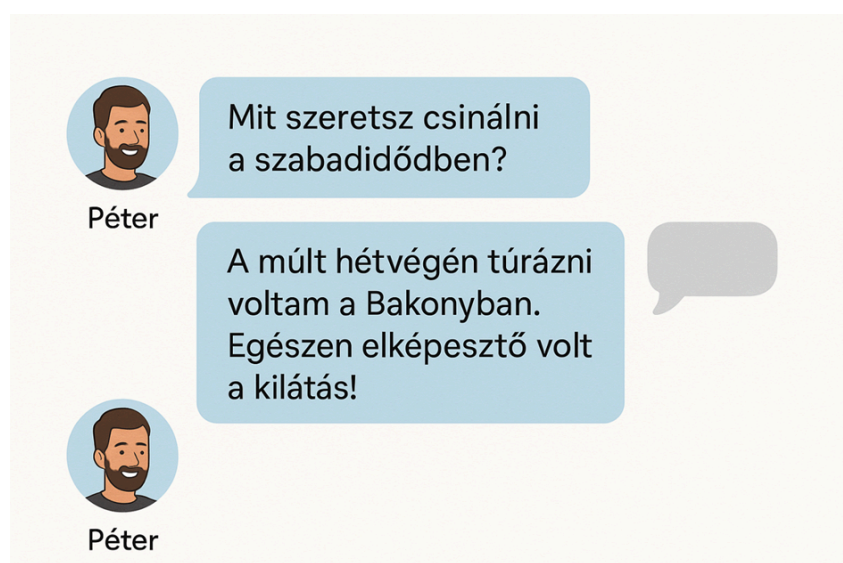 Mit szeretsz csinálni
a szabadidődben?
Péter
A múlt hétvégén túrázni
voltam a Bakonyban.
Egészen elképesztő volt
a kilátás!
Péter